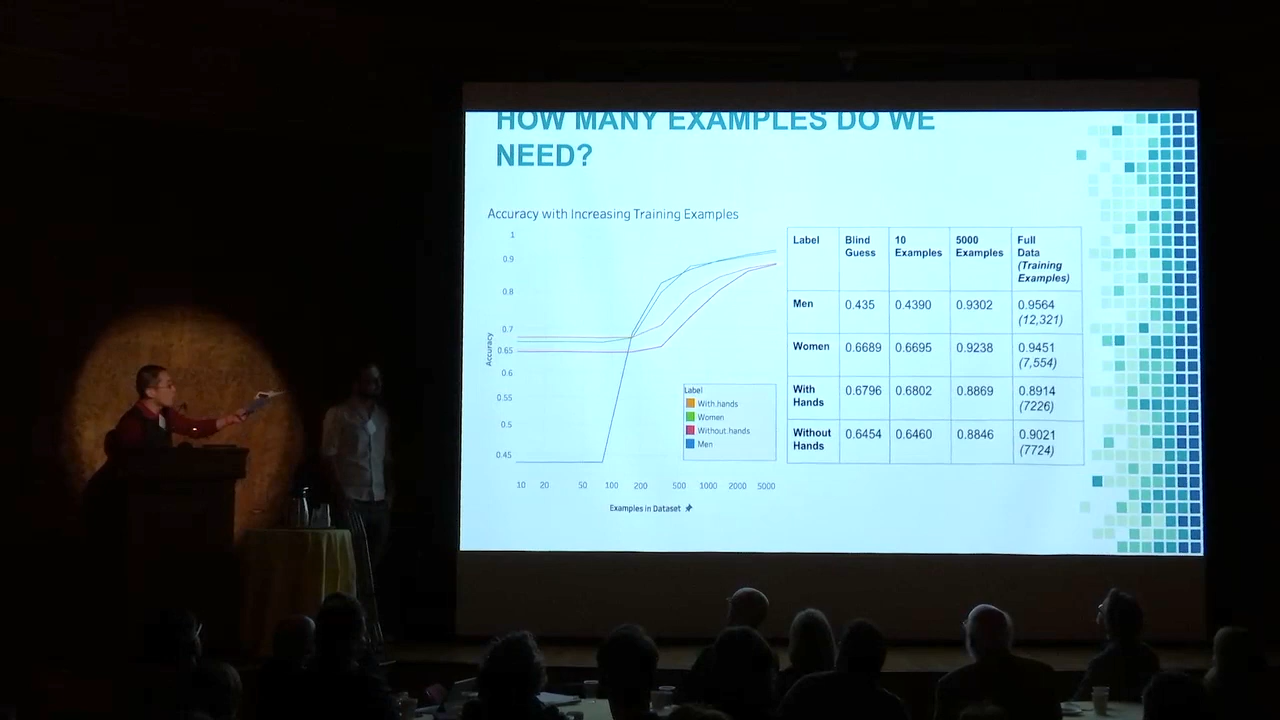 HOW MANY EXAMPLES DO WE
NEED?
Accuracy with Increasing Training Examples
1
0.9
0.8
0.7
0.65
0.6
0.55
0.5
0.45
Accuracy
10 20 50 100 200 500 1000 2000 5000
Examples in Dataset
Label
With.hands
Women
Without.hands
Men
Label Blind Guess 10 Examples 5000 Examples Full Data (Training Examples)
Men 0.435 0.4390 0.9302 0.9564 (12,321)
Women 0.6689 0.6695 0.9238 0.9451 (7,554)
With Hands 0.6796 0.6802 0.8869 0.8914 (7226)
Without Hands 0.6454 0.6460 0.8846 0.9021 (7724)